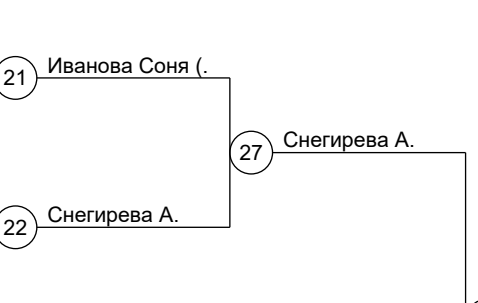 21 Иванова Соня (.
27 Снегирева А.
22 Снегирева А.